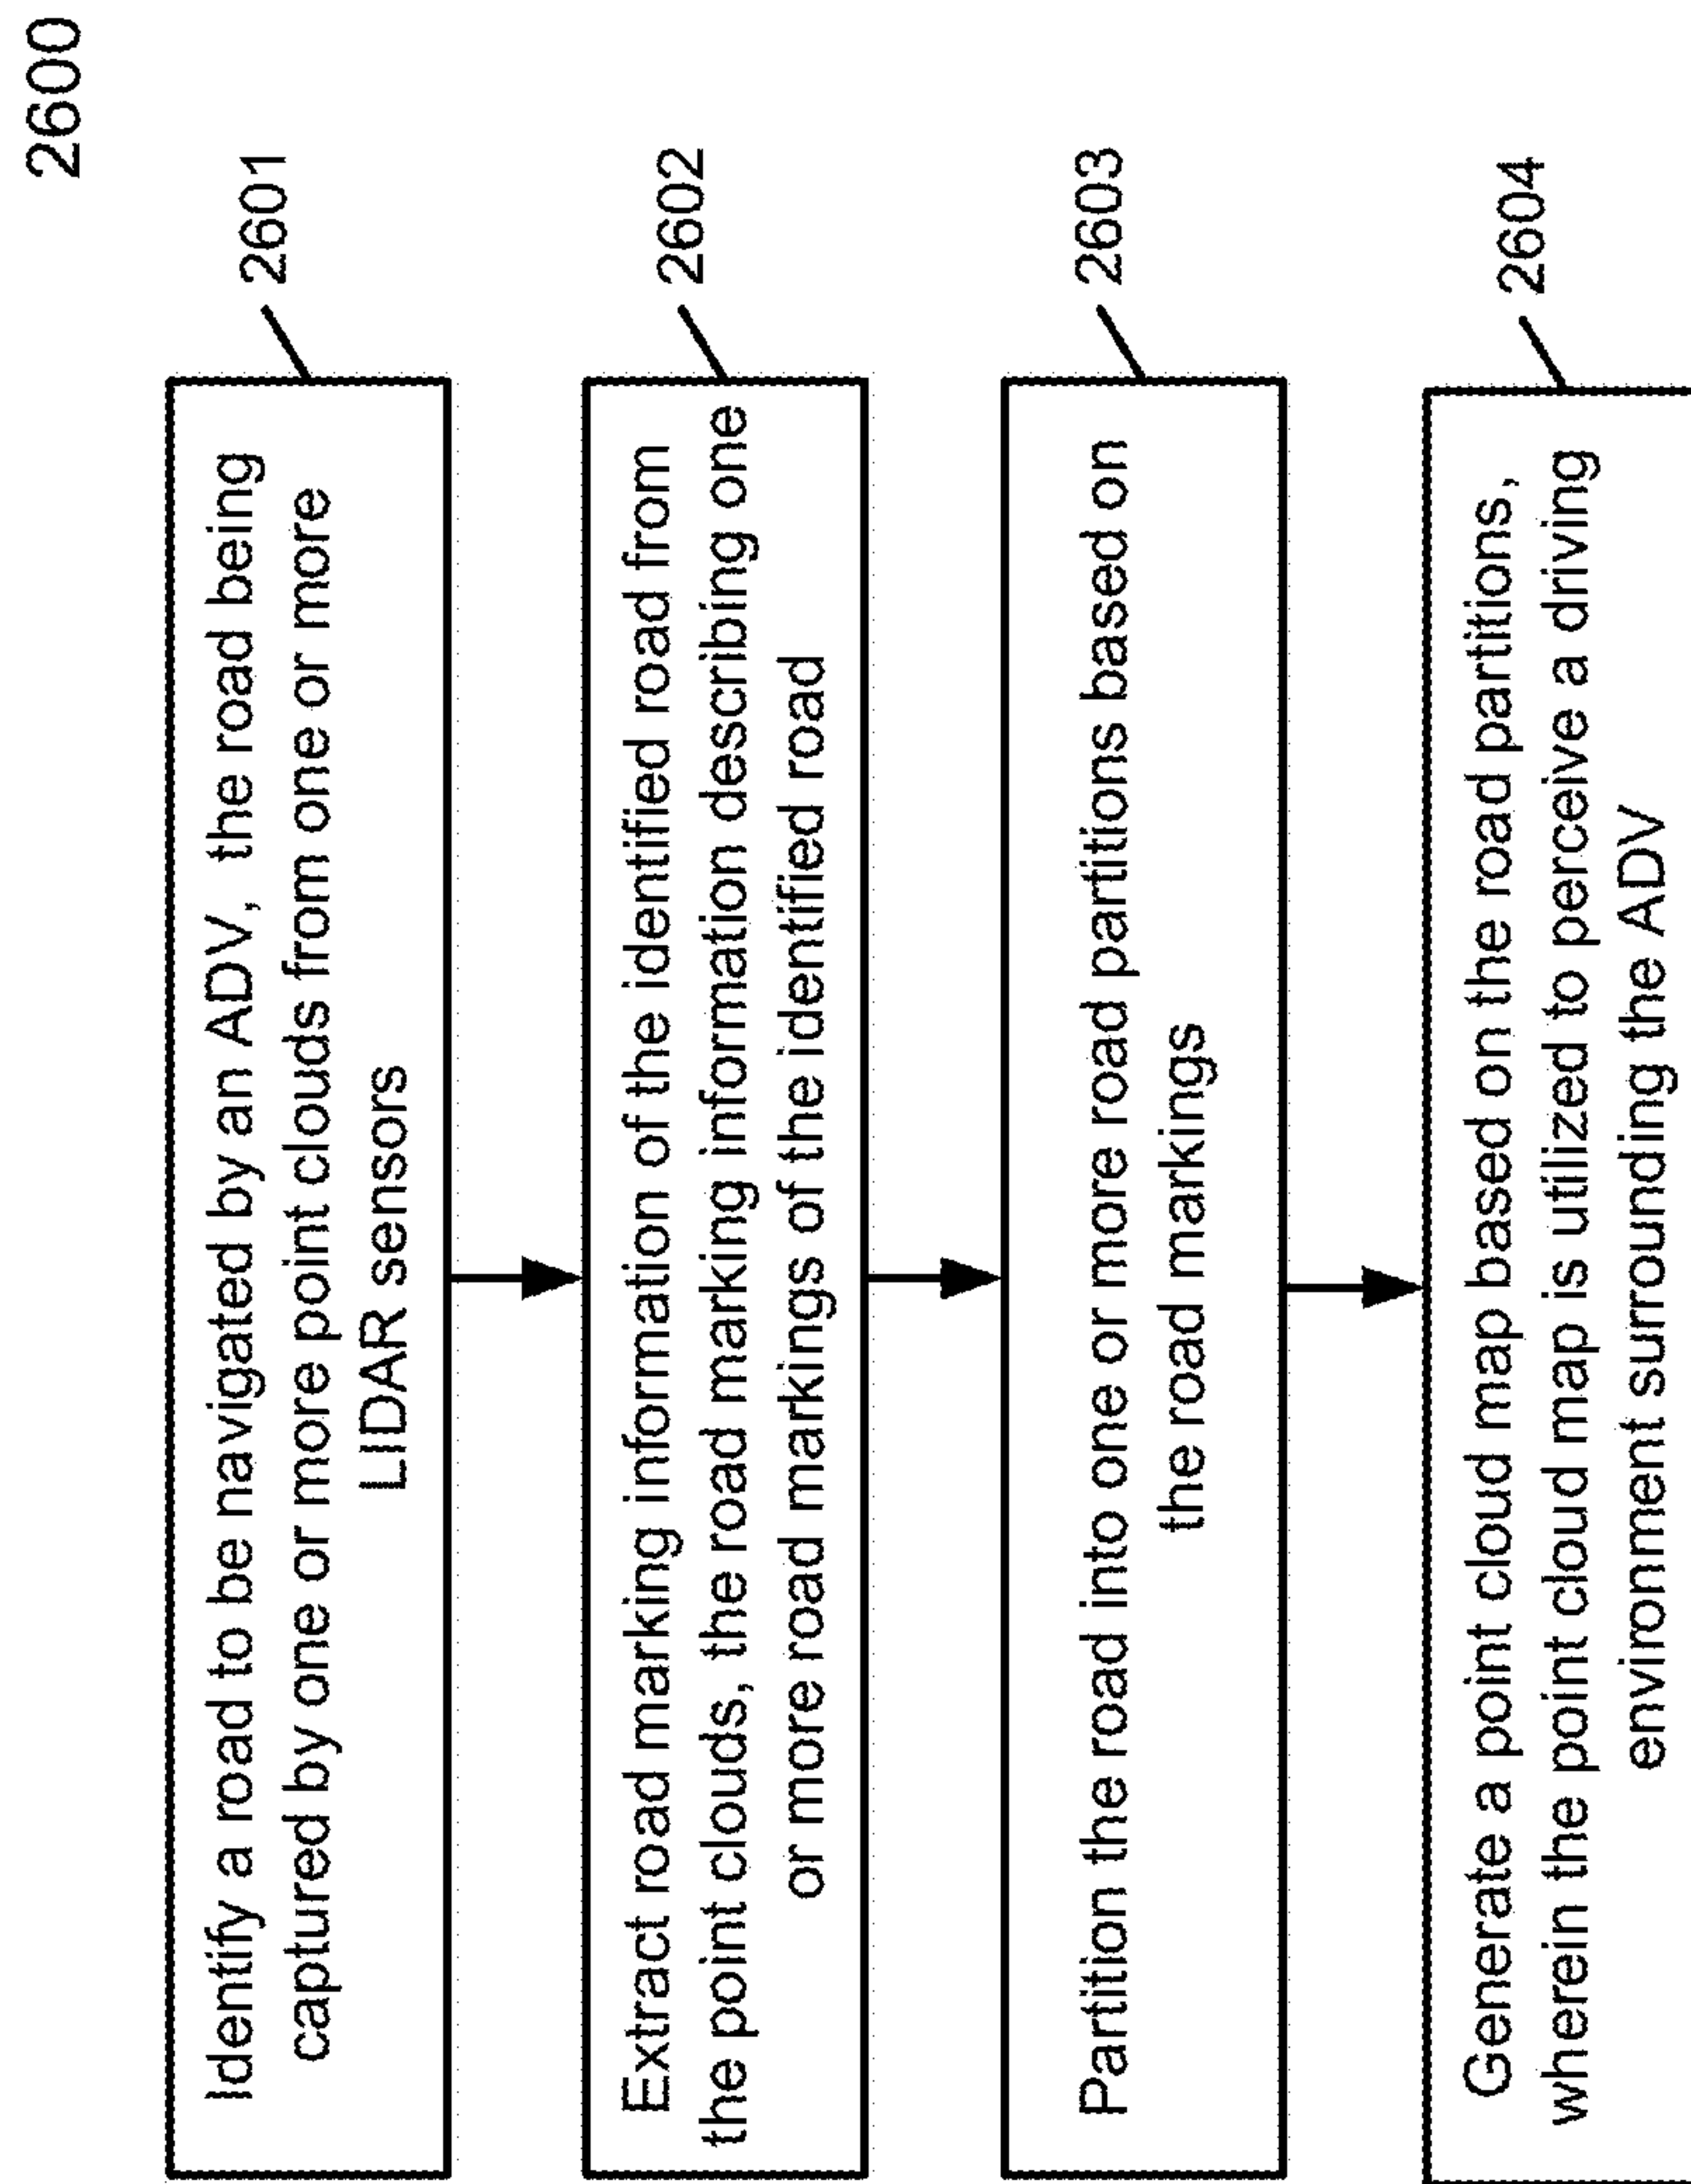 2600
Identify a road to be navigated by an ADV, the road being
captured by one or more point clouds from one or more
LIDAR sensors
2601
Extract road marking information of the identified road from
the point clouds, the road marking information describing one
or more road markings of the identified road
2602
Partition the road into one or more road partitions based on
the road markings
2603
Generate a point cloud map based on the road partitions,
wherein the point cloud map is utilized to perceive a driving
environment surrounding the ADV
2604